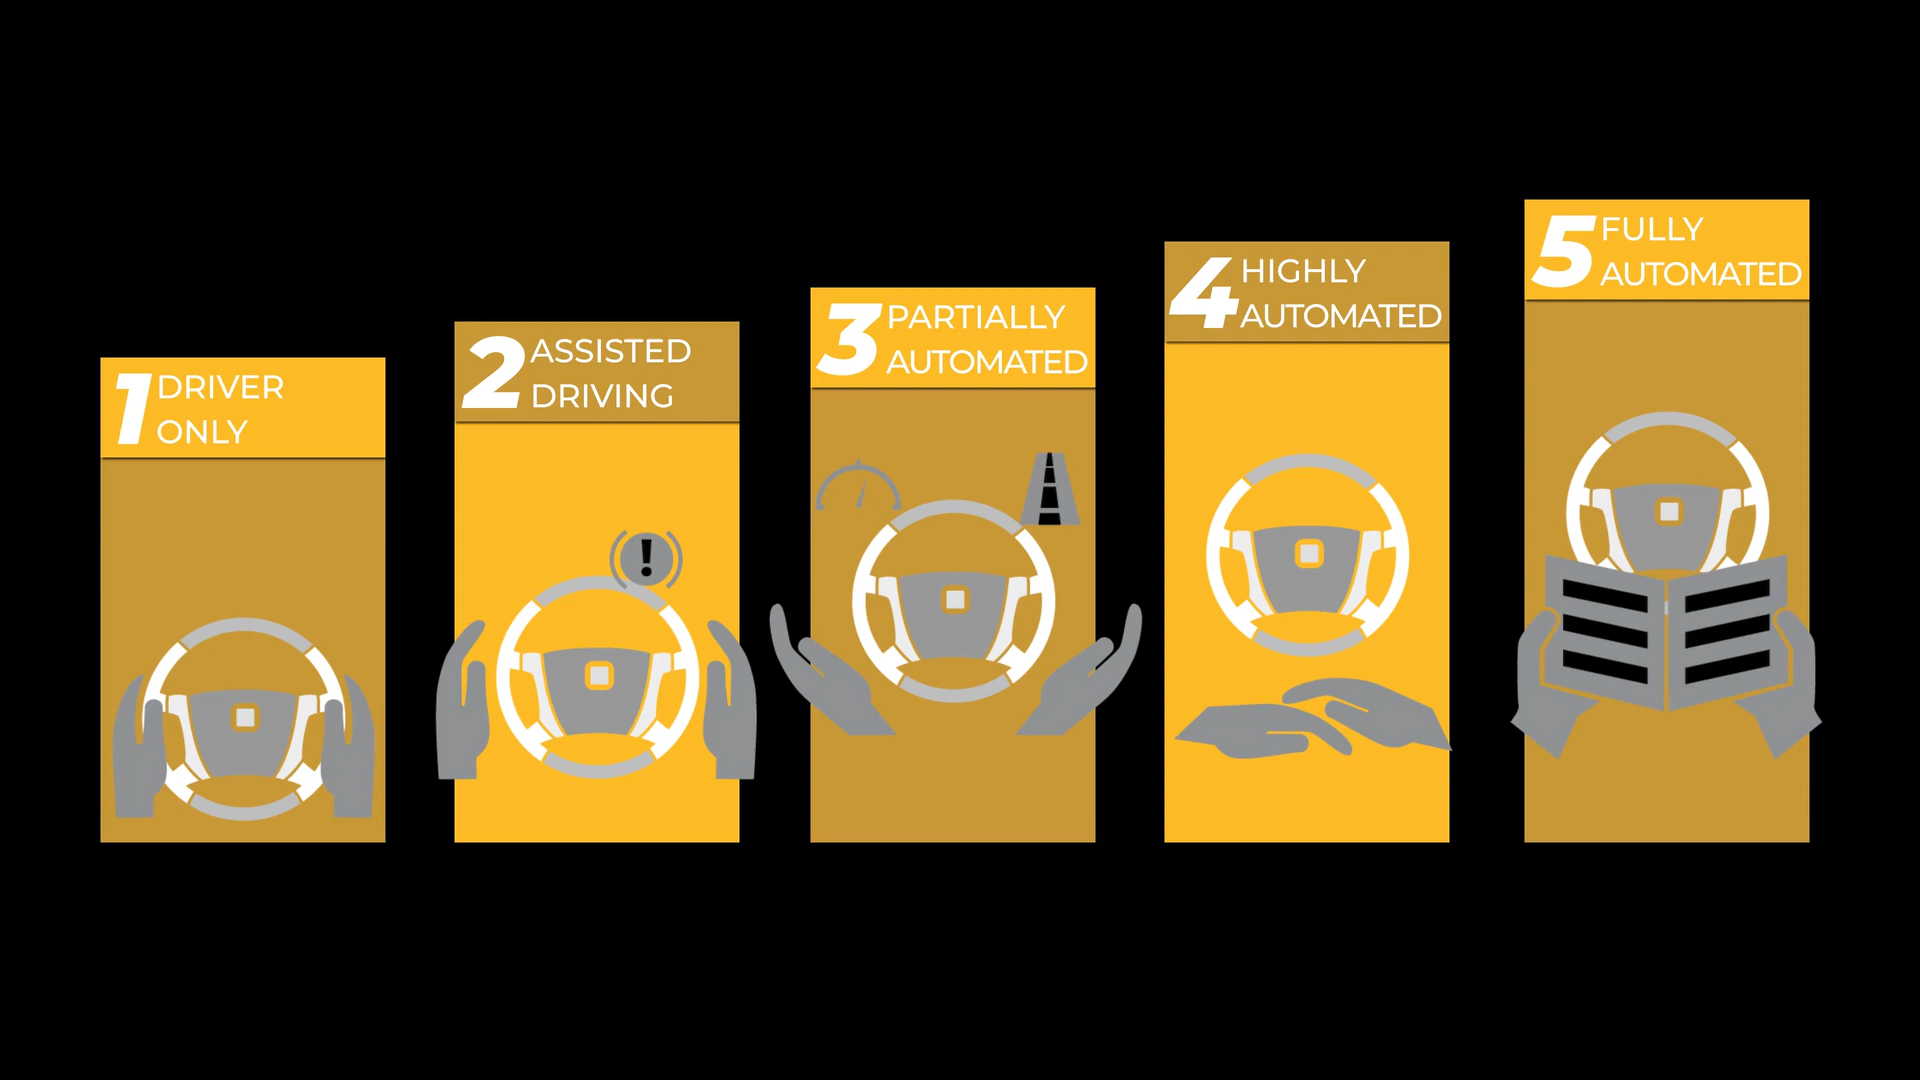 1 DRIVER
ONLY
2 ASSISTED
DRIVING
3 PARTIALLY
AUTOMATED
4 HIGHLY
AUTOMATED
5 FULLY
AUTOMATED
!